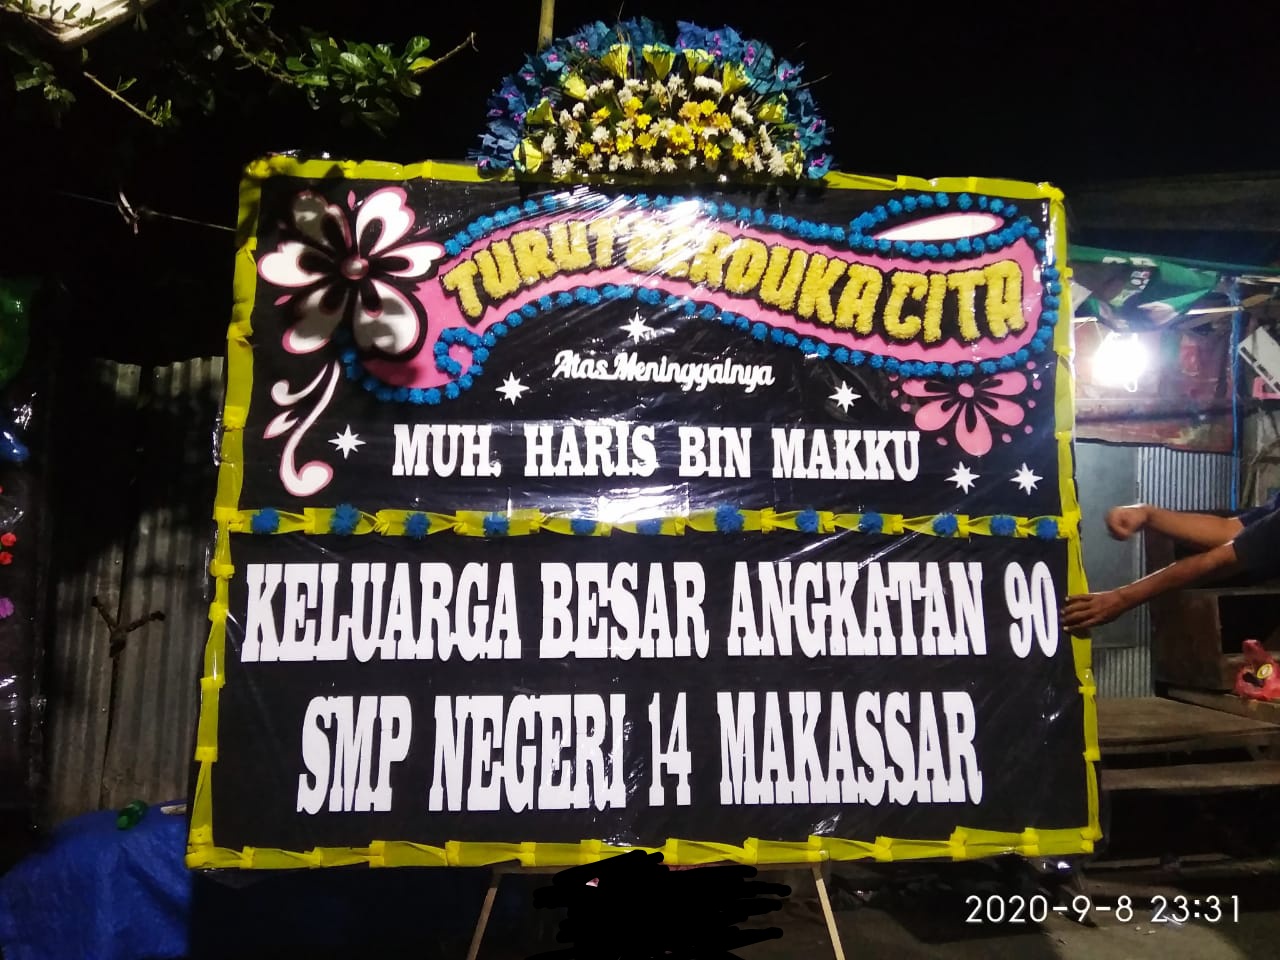 TURUT BERDUKA CITA
Atas Meninggalnya
MUH. HARIS BIN MAKKU
KELUARGA BESAR ANGKATAN 90
SMP NEGERI 14 MAKASSAR
2020-9-8 23:31